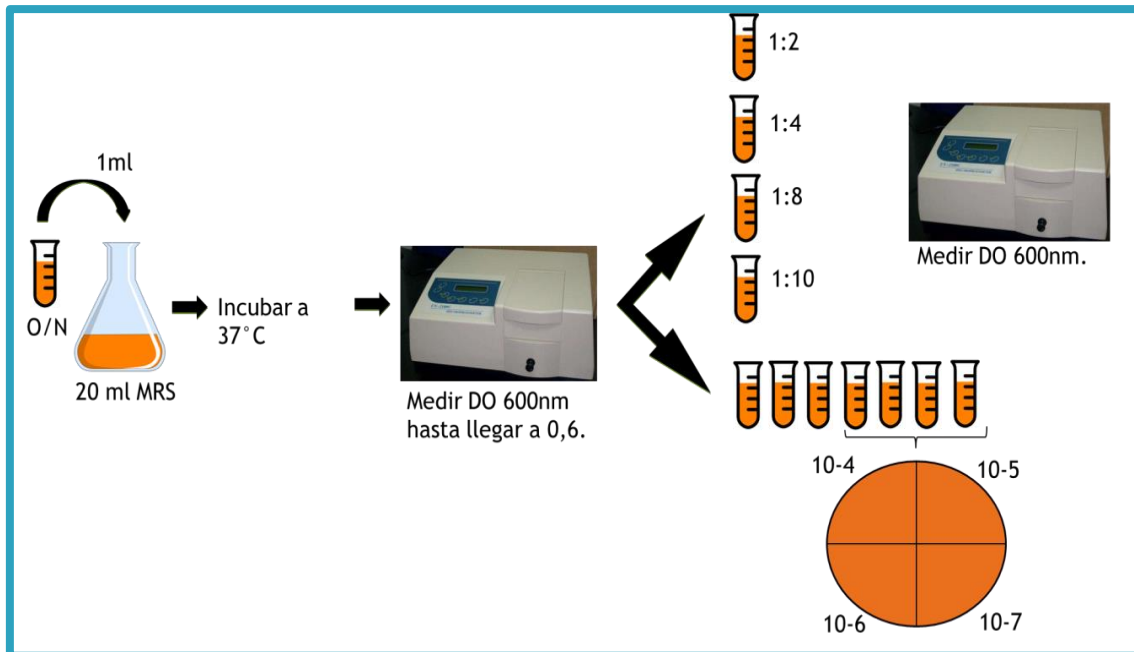 1ml
O/N
20 ml MRS
Incubar a
37°C
Medir DO 600nm
hasta llegar a 0,6.
1:2
1:4
1:8
1:10
Medir DO 600nm.
10-4
10-5
10-6
10-7